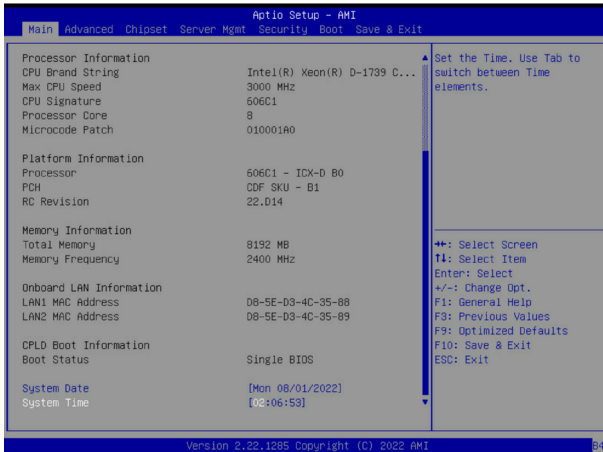 Aptio Setup - AMI
Main Advanced Chipset Server Mgmt Security Boot Save & Exit
Processor Information
CPU Brand String Intel(R) Xeon(R) D-1739 C...
Max CPU Speed 3000 MHz
CPU Signature 606C1
Processor Core 8
Microcode Patch 010001A0
Platform Information
Processor 606C1 - ICX-D B0
PCH CDF SKU - B1
RC Revision 22.D14
Memory Information
Total Memory 8192 MB
Memory Frequency 2400 MHz
Onboard LAN Information
LAN1 MAC Address D8-5E-D3-4C-35-88
LAN2 MAC Address D8-5E-D3-4C-35-89
CPLD Boot Information
Boot Status Single BIOS
System Date [Mon 08/01/2022]
System Time [02:06:53]
Set the Time. Use Tab to
switch between Time
elements.
→←: Select Screen
↑↓: Select Item
Enter: Select
+/-: Change Opt.
F1: General Help
F3: Previous Values
F9: Optimized Defaults
F10: Save & Exit
ESC: Exit
Version 2.22.1285 Copyright (C) 2022 AMI
B4